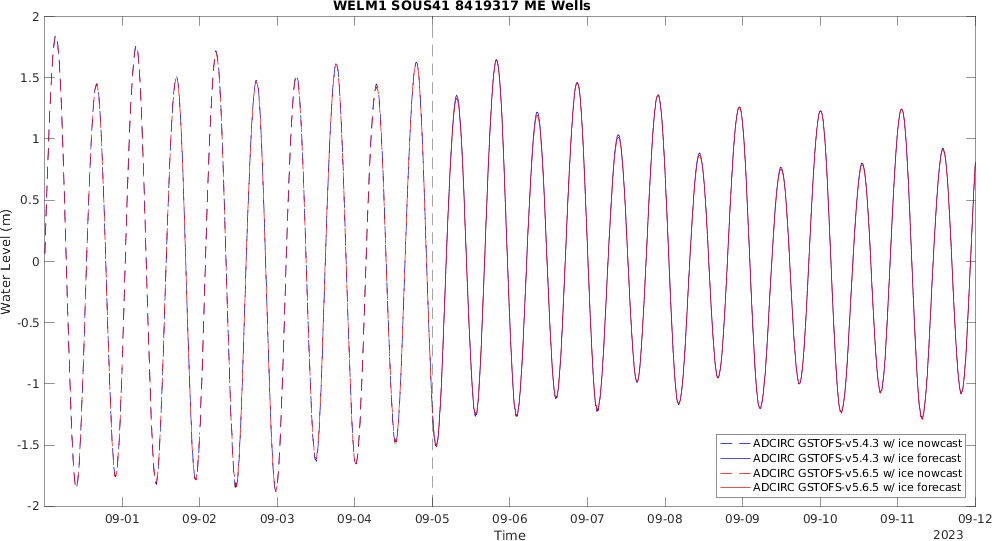 WELM1 SOUS41 8419317 ME Wells
2
1.5
1
0.5
0
-0.5
-1
-1.5
-2
Water Level (m)
09-01 09-02 09-03 09-04 09-05 09-06 09-07 09-08 09-09 09-10 09-11 09-12
Time
2023
ADCIRC GSTOFS-v5.4.3 w/ ice nowcast
ADCIRC GSTOFS-v5.4.3 w/ ice forecast
ADCIRC GSTOFS-v5.6.5 w/ ice nowcast
ADCIRC GSTOFS-v5.6.5 w/ ice forecast